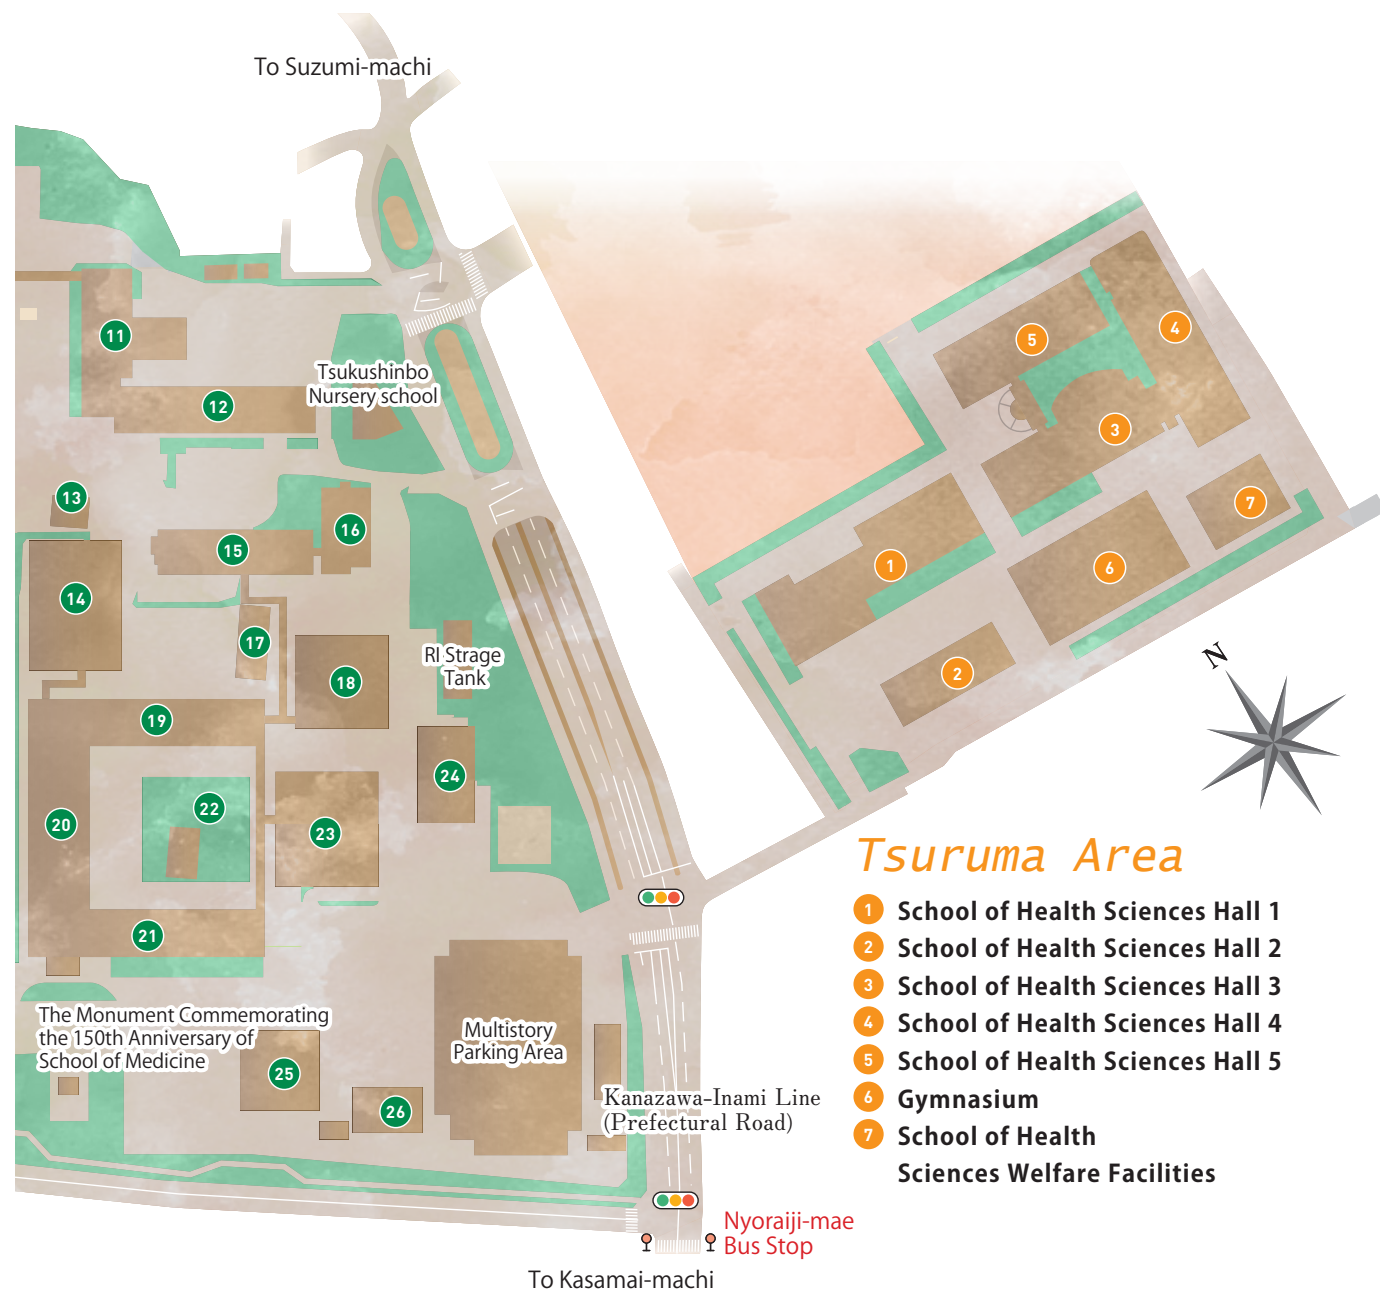 To Suzumi-machi
11
12
Tsukushinbo
Nursery school
13
14
15
16
17
18
RI Strage
Tank
19
20
21
22
23
24
The Monument Commemorating
the 150th Anniversary of
School of Medicine
25
26
Multistory
Parking Area
Kanazawa-Inami Line
(Prefectural Road)
Nyoraiji-mae
Bus Stop
To Kasamai-machi
5
4
3
7
1
6
2
N
Tsuruma Area
1 School of Health Sciences Hall 1
2 School of Health Sciences Hall 2
3 School of Health Sciences Hall 3
4 School of Health Sciences Hall 4
5 School of Health Sciences Hall 5
6 Gymnasium
7 School of Health
Sciences Welfare Facilities